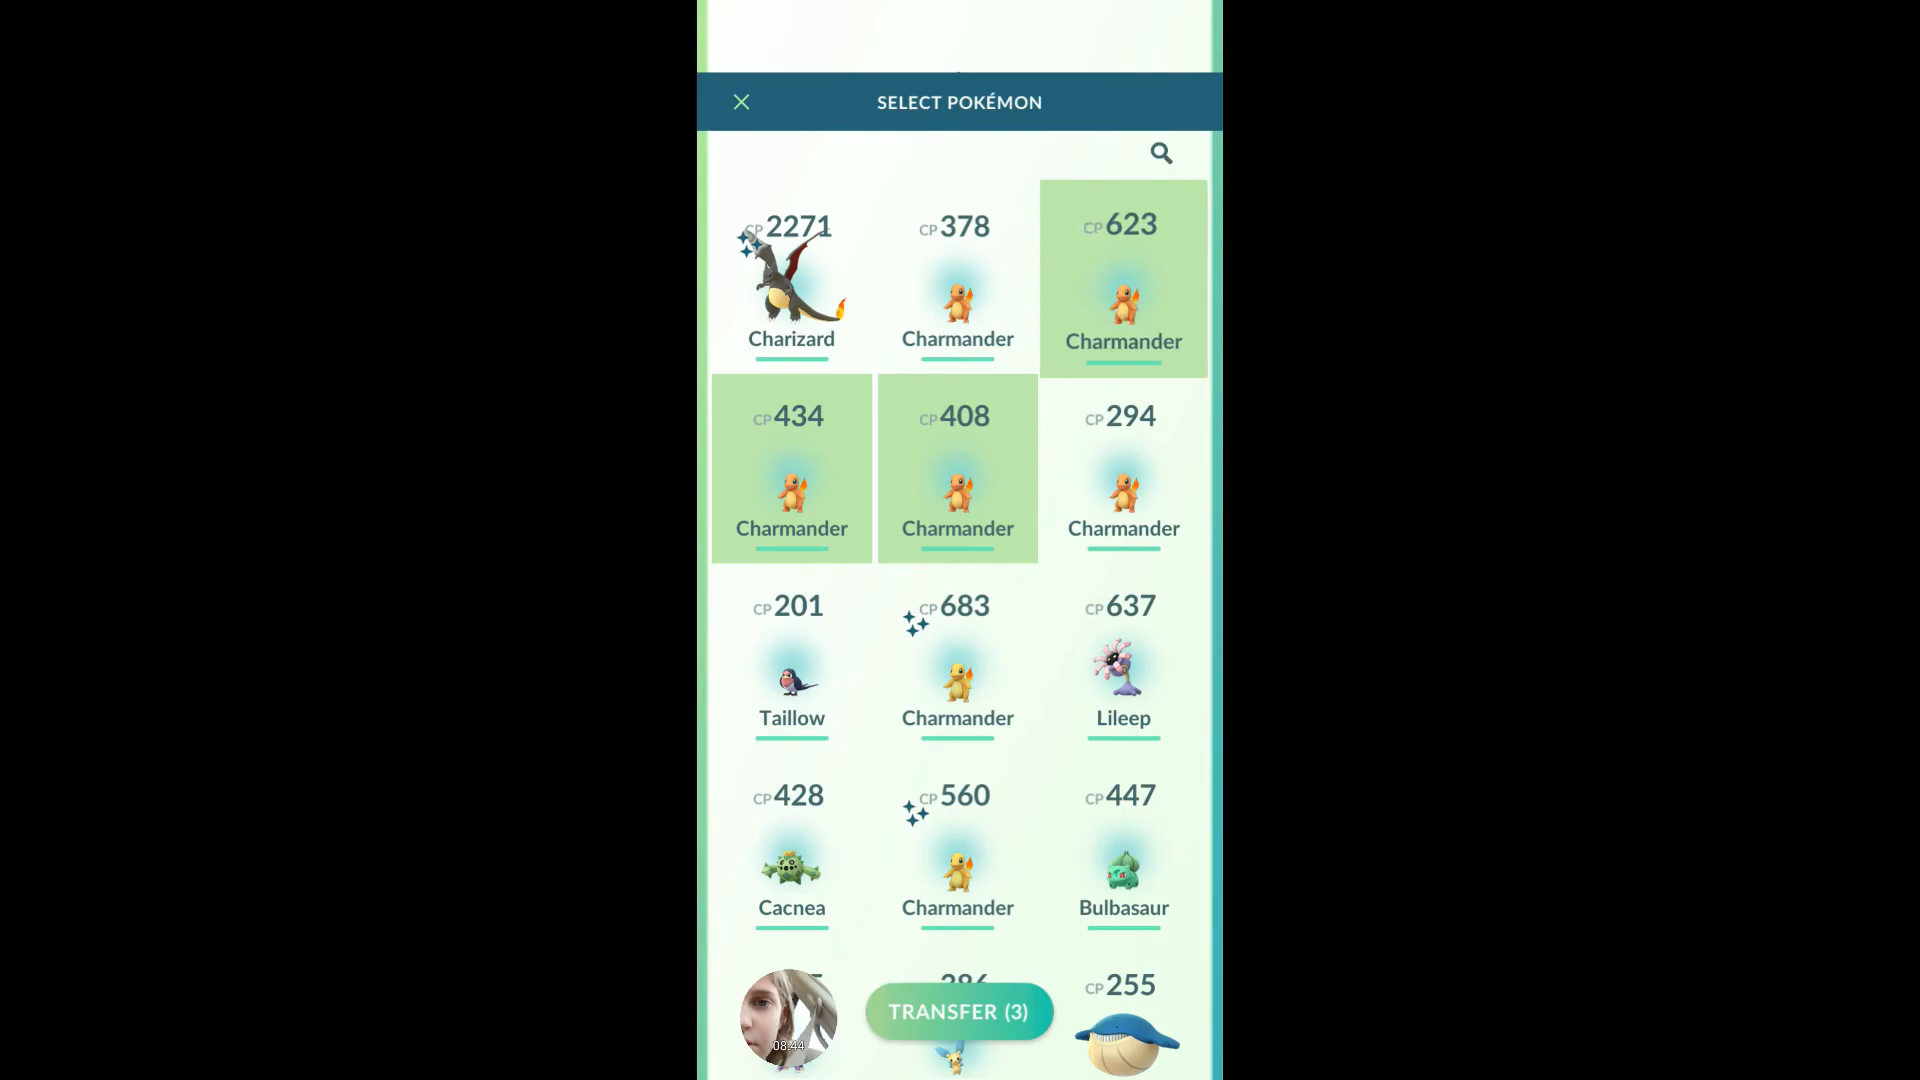 SELECT POKÉMON
CP2271 CP378 CP623
Charizard Charmander Charmander
CP434 CP408 CP294
Charmander Charmander Charmander
CP201 CP683 CP637
Taillow Charmander Lileep
CP428 CP560 CP447
Cacnea Charmander Bulbasaur
CP255
TRANSFER (3)
08:44